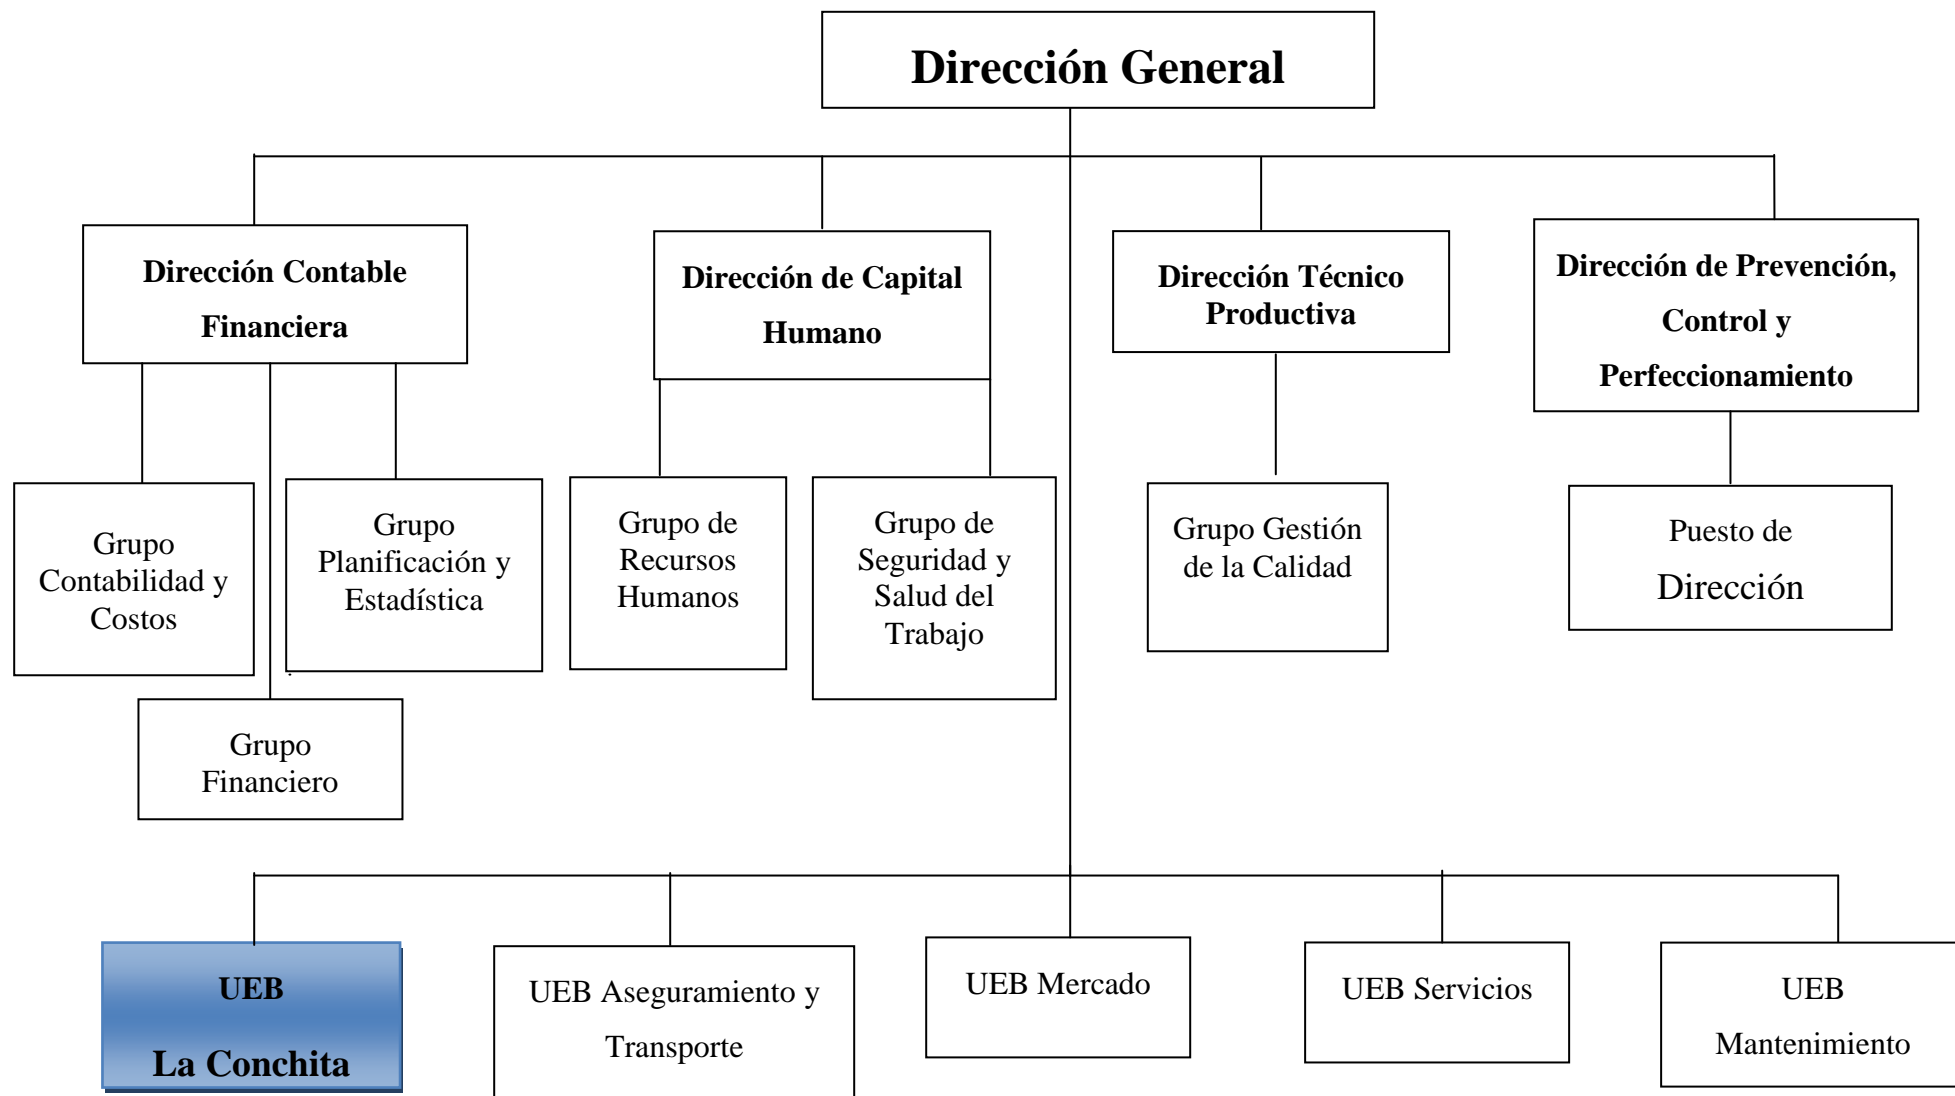 Dirección General
Dirección Contable
Financiera
Dirección de Capital
Humano
Dirección Técnico
Productiva
Dirección de Prevención,
Control y
Perfeccionamiento
Grupo
Contabilidad y
Costos
Grupo
Planificación y
Estadística
Grupo de
Recursos
Humanos
Grupo de
Seguridad y
Salud del
Trabajo
Grupo Gestión
de la Calidad
Puesto de
Dirección
Grupo
Financiero
UEB
La Conchita
UEB Aseguramiento y
Transporte
UEB Mercado
UEB Servicios
UEB
Mantenimiento